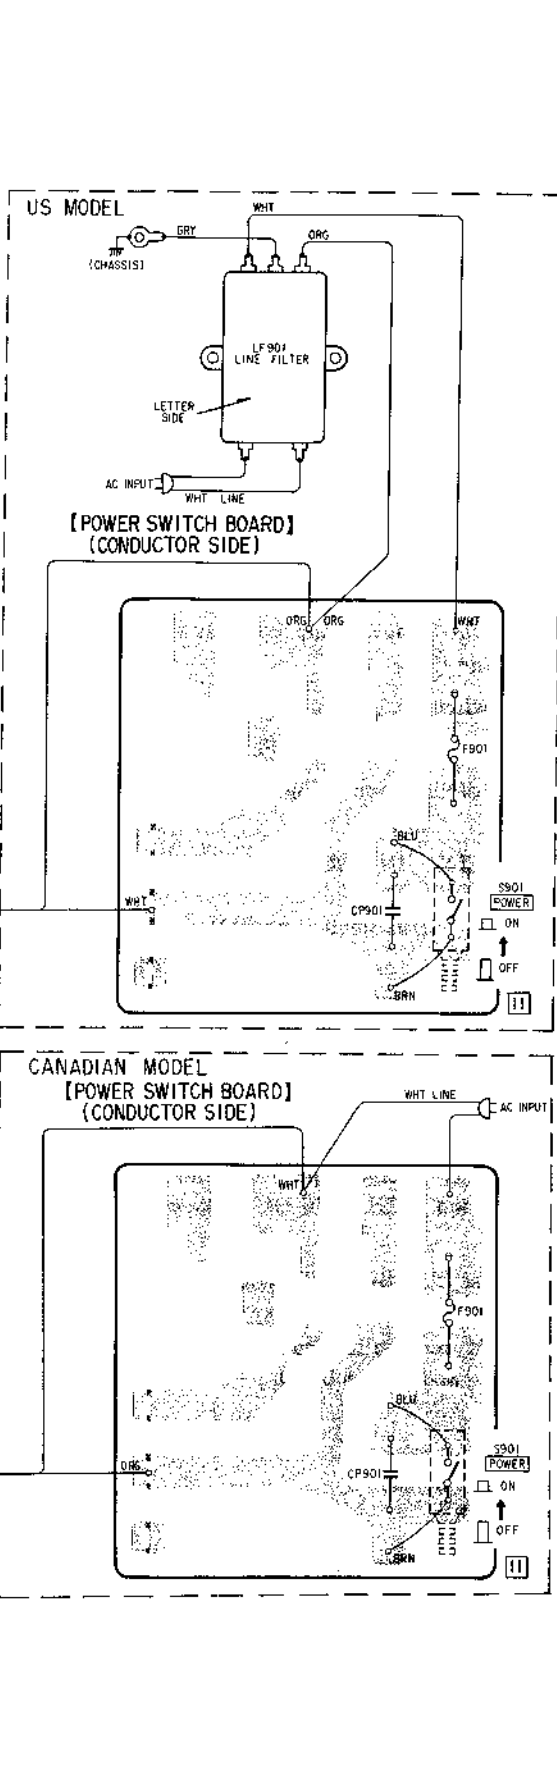 US MODEL
WHT
GRY
ORG
(CHASSIS)
LF901
LINE FILTER
LETTER
SIDE
AC INPUT
WHT LINE
[POWER SWITCH BOARD]
(CONDUCTOR SIDE)
ORG ORG
WHT
F901
BLU
S901
POWER
WHT
CP901
ON
OFF
BRN
11
CANADIAN MODEL
[POWER SWITCH BOARD]
(CONDUCTOR SIDE)
WHT LINE
AC INPUT
WHT
F901
BLU
S901
POWER
ORG
CP901
ON
OFF
BRN
11